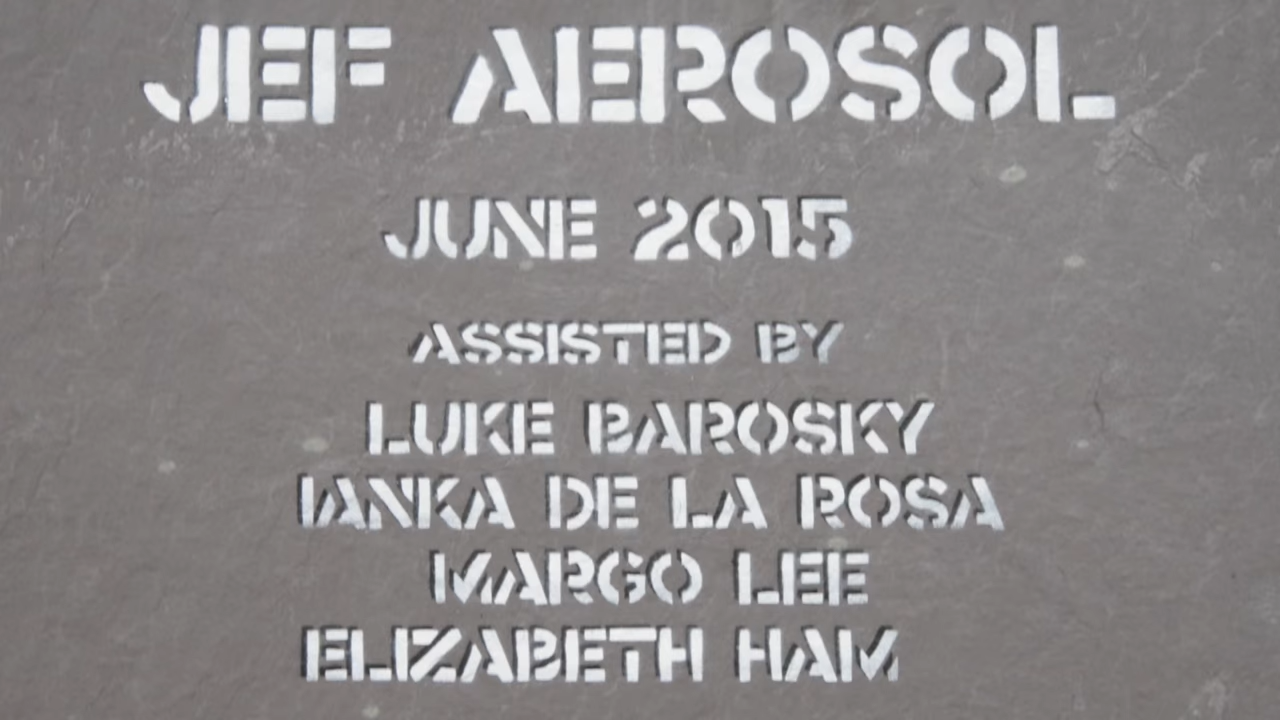 JEF AEROSOL
JUNE 2015
ASSISTED BY
LUKE BAROSKY
IANKA DE LA ROSA
MARGO LEE
ELIZABETH HAM